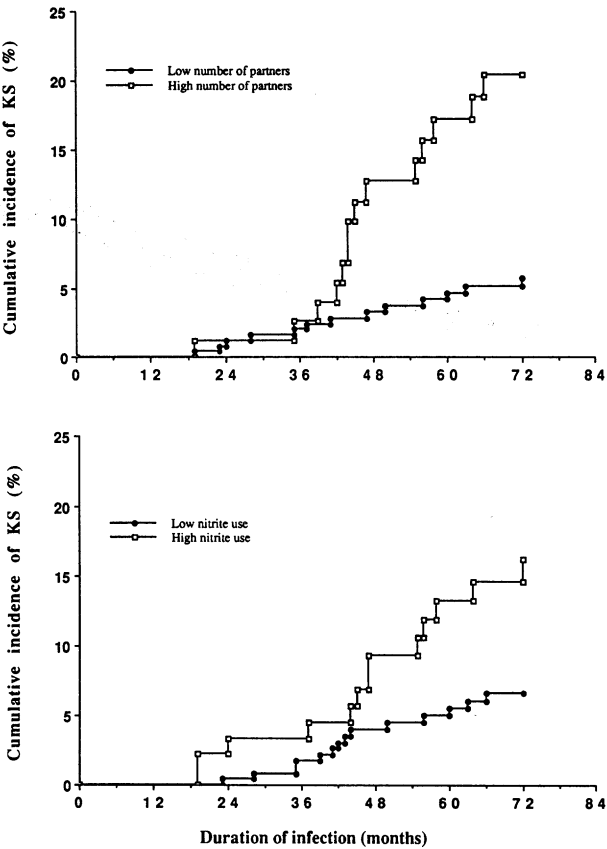 Cumulative incidence of KS (%)
25
20
15
10
5
0
Low number of partners
High number of partners
0 12 24 36 48 60 72 84
Cumulative incidence of KS (%)
25
20
15
10
5
0
Low nitrite use
High nitrite use
0 12 24 36 48 60 72 84
Duration of infection (months)